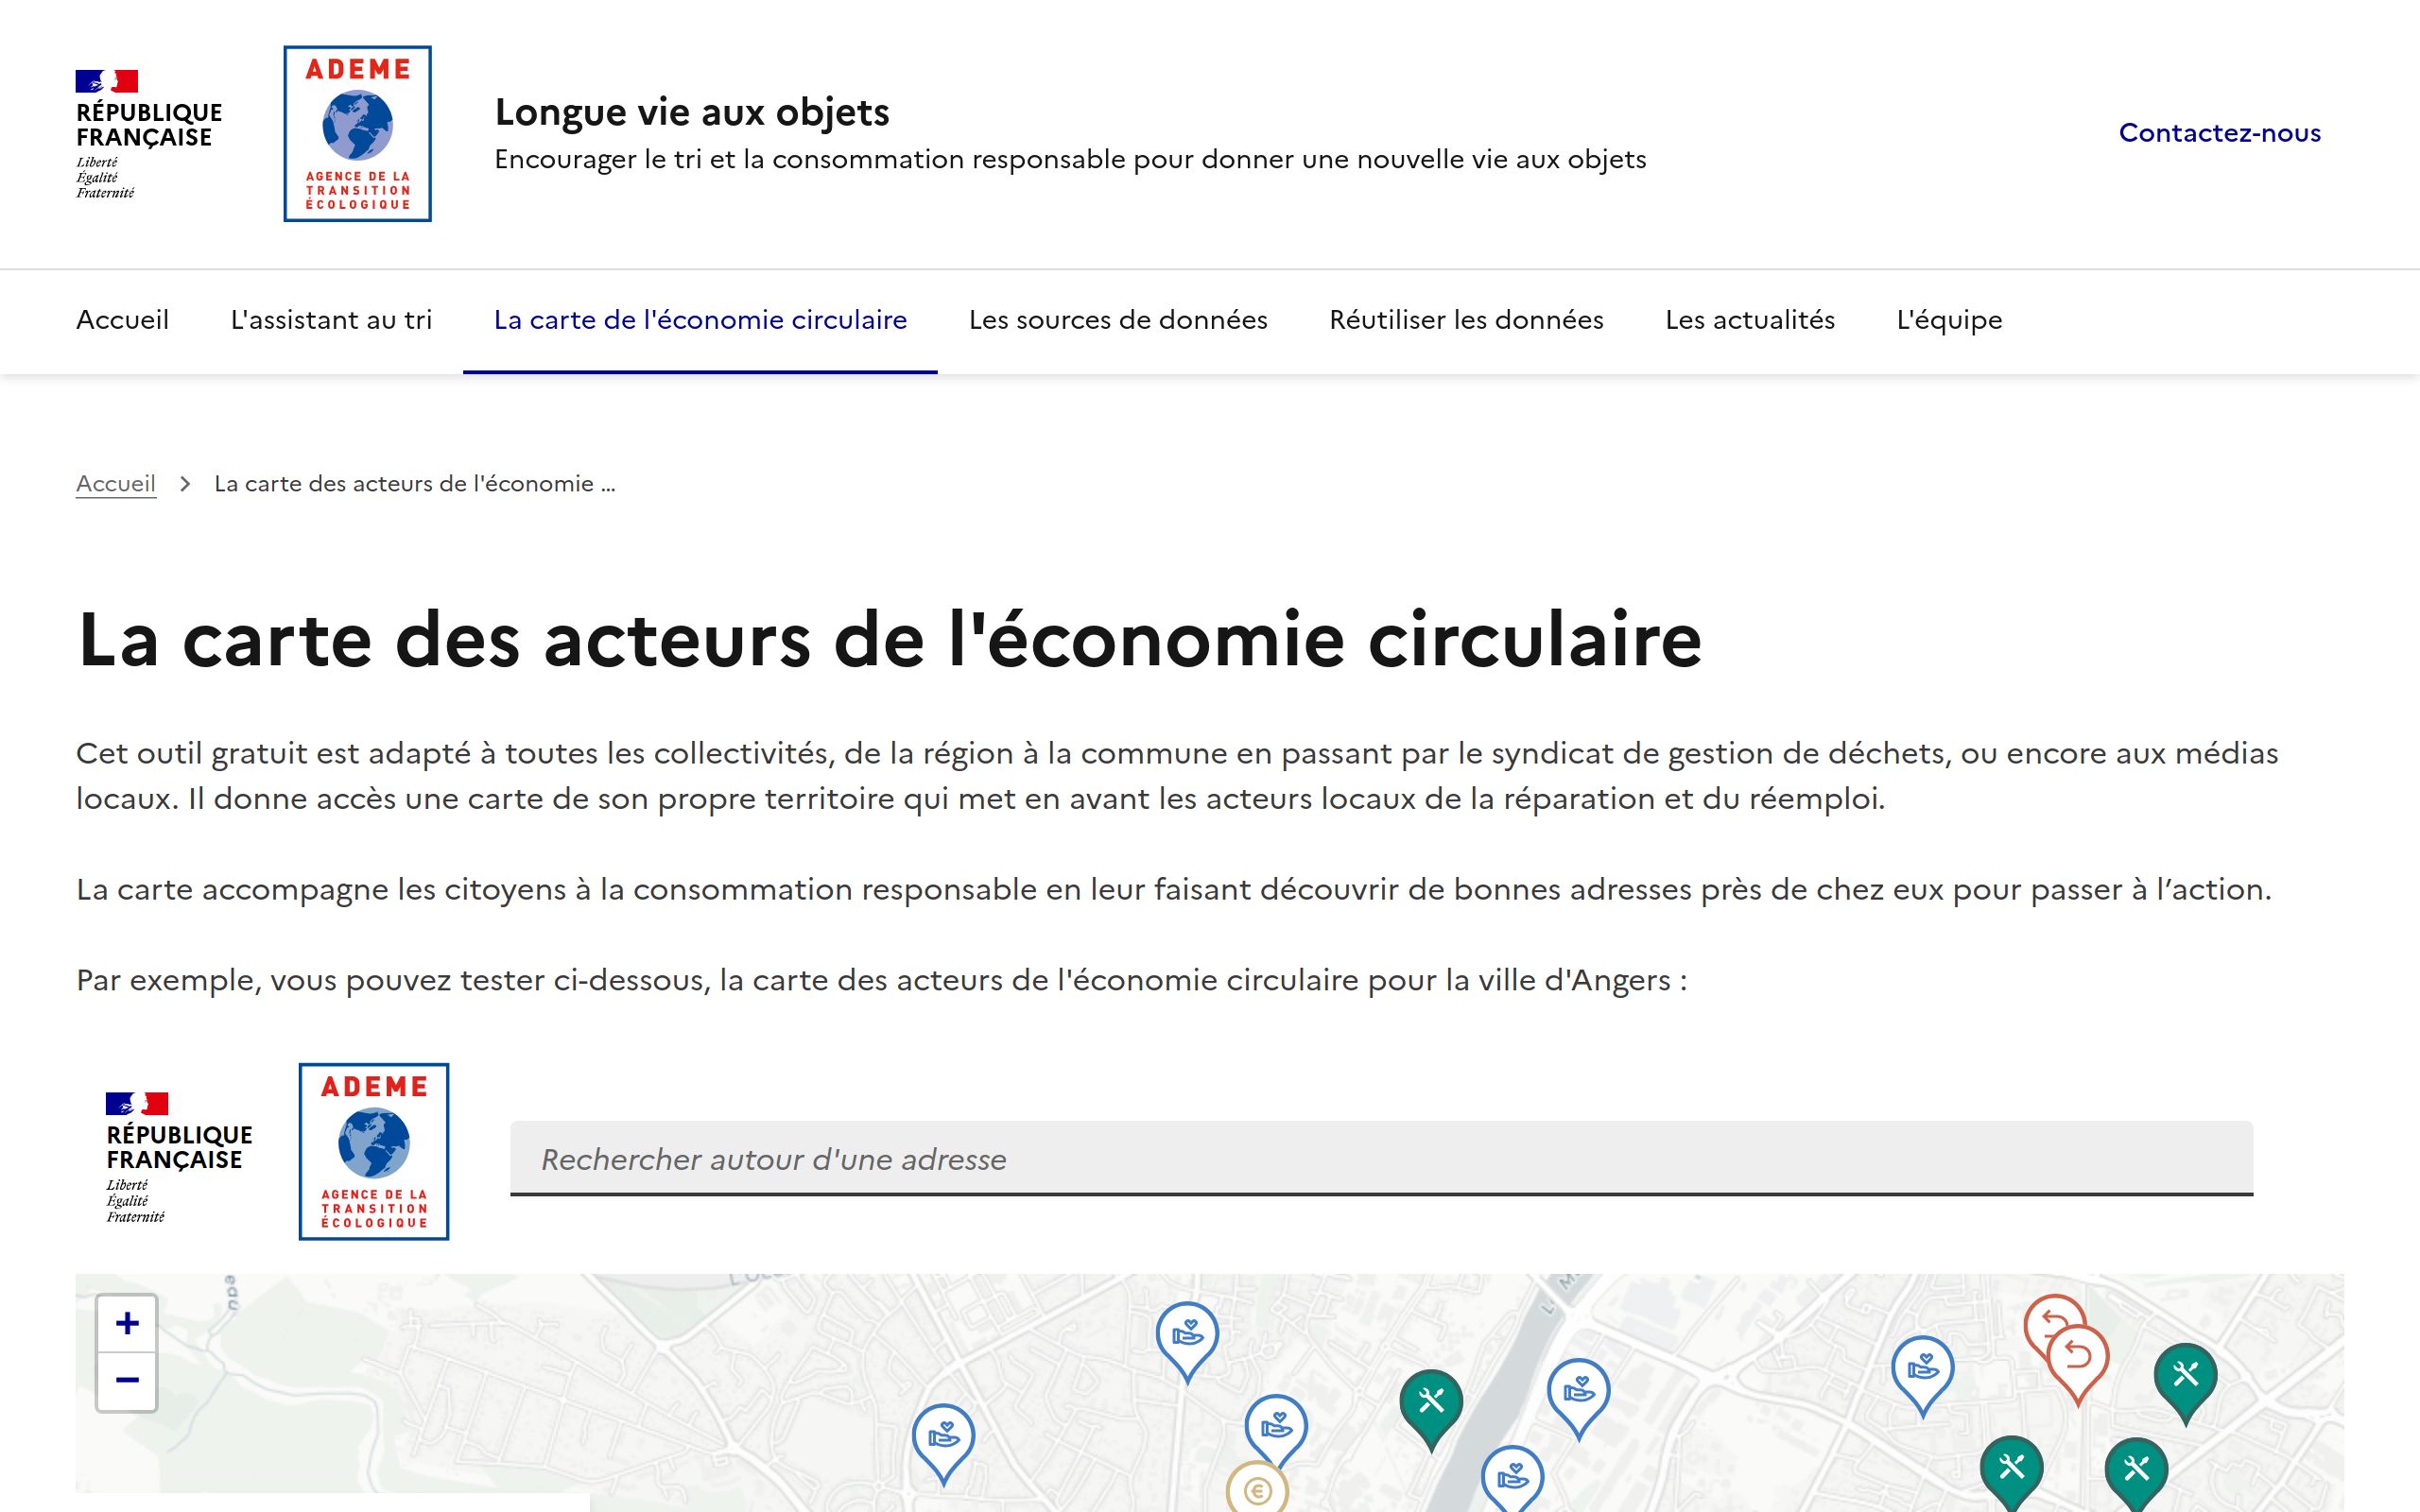 RÉPUBLIQUE
FRANÇAISE
Liberté
Égalité
Fraternité
ADEME
AGENCE DE LA
TRANSITION
ÉCOLOGIQUE
Longue vie aux objets
Encourager le tri et la consommation responsable pour donner une nouvelle vie aux objets
Contactez-nous
Accueil L'assistant au tri La carte de l'économie circulaire Les sources de données Réutiliser les données Les actualités L'équipe
Accueil La carte des acteurs de l'économie ...
La carte des acteurs de l'économie circulaire
Cet outil gratuit est adapté à toutes les collectivités, de la région à la commune en passant par le syndicat de gestion de déchets, ou encore aux médias
locaux. Il donne accès une carte de son propre territoire qui met en avant les acteurs locaux de la réparation et du réemploi.
La carte accompagne les citoyens à la consommation responsable en leur faisant découvrir de bonnes adresses près de chez eux pour passer à l’action.
Par exemple, vous pouvez tester ci-dessous, la carte des acteurs de l'économie circulaire pour la ville d'Angers :
RÉPUBLIQUE
FRANÇAISE
Liberté
Égalité
Fraternité
ADEME
AGENCE DE LA
TRANSITION
ÉCOLOGIQUE
Rechercher autour d'une adresse
+
−